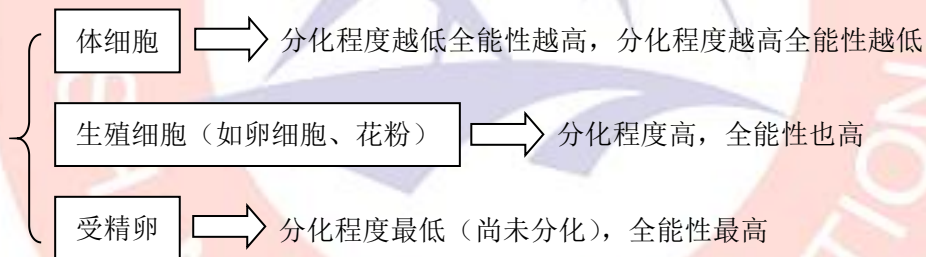 体细胞 分化程度越低全能性越高，分化程度越高全能性越低
生殖细胞（如卵细胞、花粉） 分化程度高，全能性也高
受精卵 分化程度最低（尚未分化），全能性最高